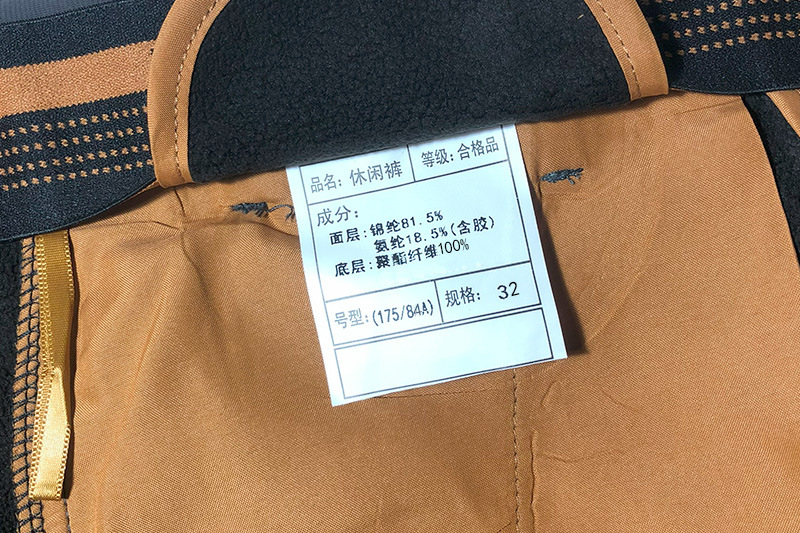 品名: 休闲裤 等级: 合格品
成分:
面层: 锦纶81.5%
氨纶18.5%(含胶)
底层: 聚酯纤维100%
号型: (175/84A) 规格: 32